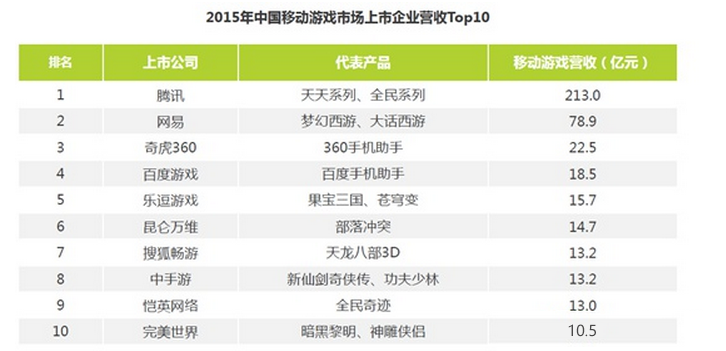 2015年中国移动游戏市场上市企业营收Top10
排名 上市公司 代表产品 移动游戏营收（亿元）
1 腾讯 天天系列、全民系列 213.0
2 网易 梦幻西游、大话西游 78.9
3 奇虎360 360手机助手 22.5
4 百度游戏 百度手机助手 18.5
5 乐逗游戏 果宝三国、苍穹变 15.7
6 昆仑万维 部落冲突 14.7
7 搜狐畅游 天龙八部3D 13.2
8 中手游 新仙剑奇侠传、功夫少林 13.2
9 恺英网络 全民奇迹 13.0
10 完美世界 暗黑黎明、神雕侠侣 10.5